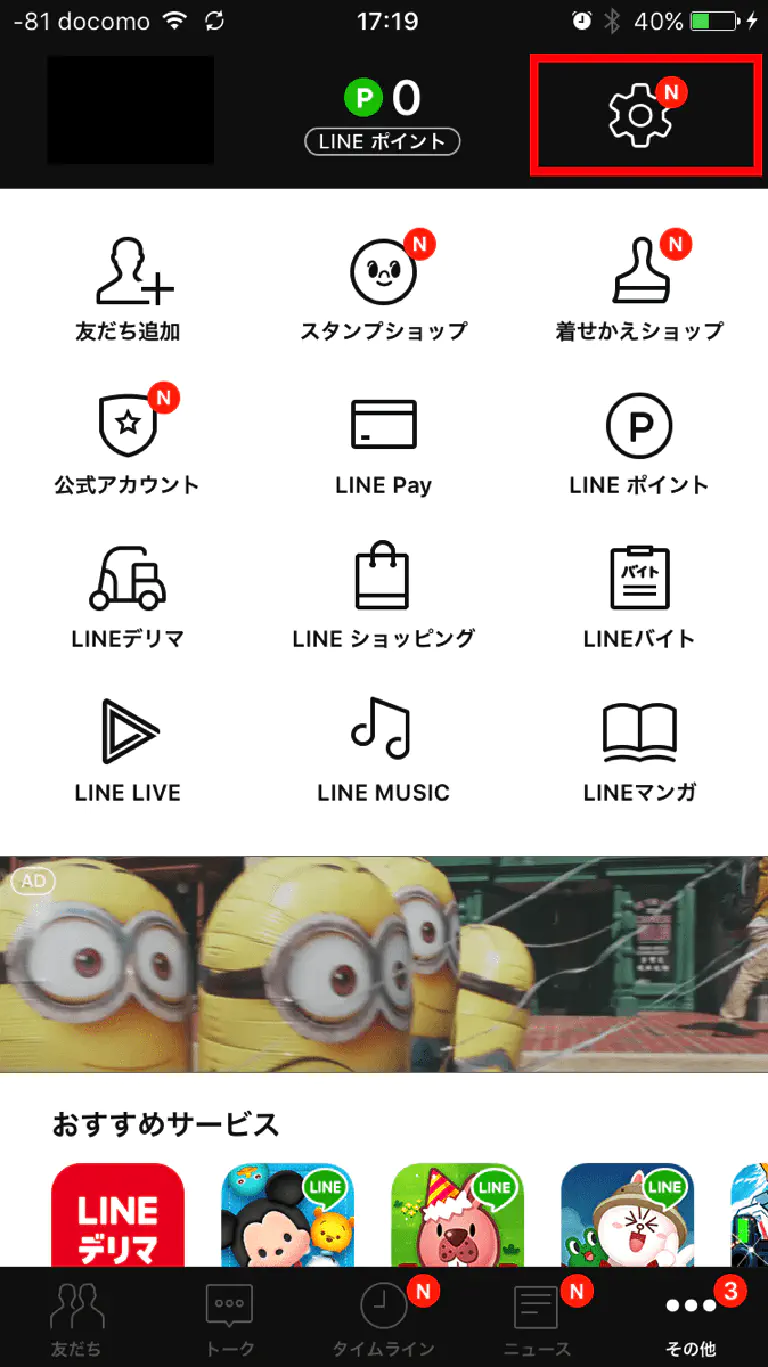 -81 docomo 17:19 40%
P 0 N
LINE ポイント
N N
友だち追加 スタンプショップ 着せかえショップ
N P
公式アカウント LINE Pay LINE ポイント
バイト
LINEデリマ LINE ショッピング LINEバイト
LINE LIVE LINE MUSIC LINEマンガ
AD
おすすめサービス
LINE LINE LINE
LINE
デリマ
N N 3
友だち トーク タイムライン ニュース その他